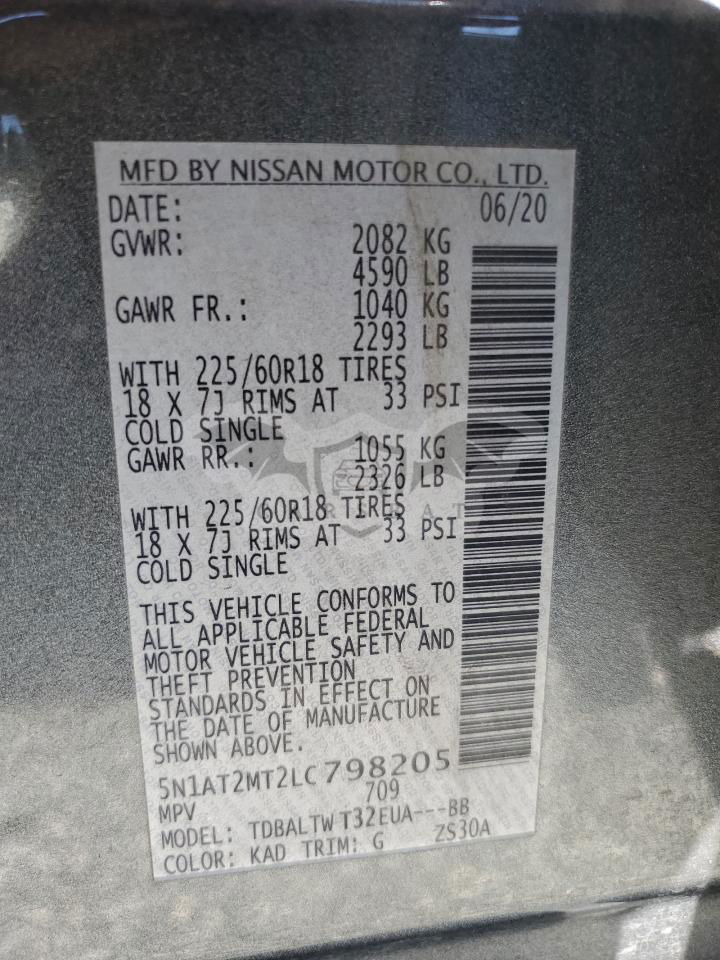 MFD BY NISSAN MOTOR CO., LTD.
DATE: 06/20
GVWR: 2082 KG
4590 LB
GAWR FR.: 1040 KG
2293 LB
WITH 225/60R18 TIRES
18 X 7J RIMS AT 33 PSI
COLD SINGLE
GAWR RR.: 1055 KG
2326 LB
WITH 225/60R18 TIRES
18 X 7J RIMS AT 33 PSI
COLD SINGLE
THIS VEHICLE CONFORMS TO
ALL APPLICABLE FEDERAL
MOTOR VEHICLE SAFETY AND
THEFT PREVENTION
STANDARDS IN EFFECT ON
THE DATE OF MANUFACTURE
SHOWN ABOVE.
5N1AT2MT2LC798205
MPV 709
MODEL: TDBALTW T32EUA---BB
COLOR: KAD TRIM: G ZS30A